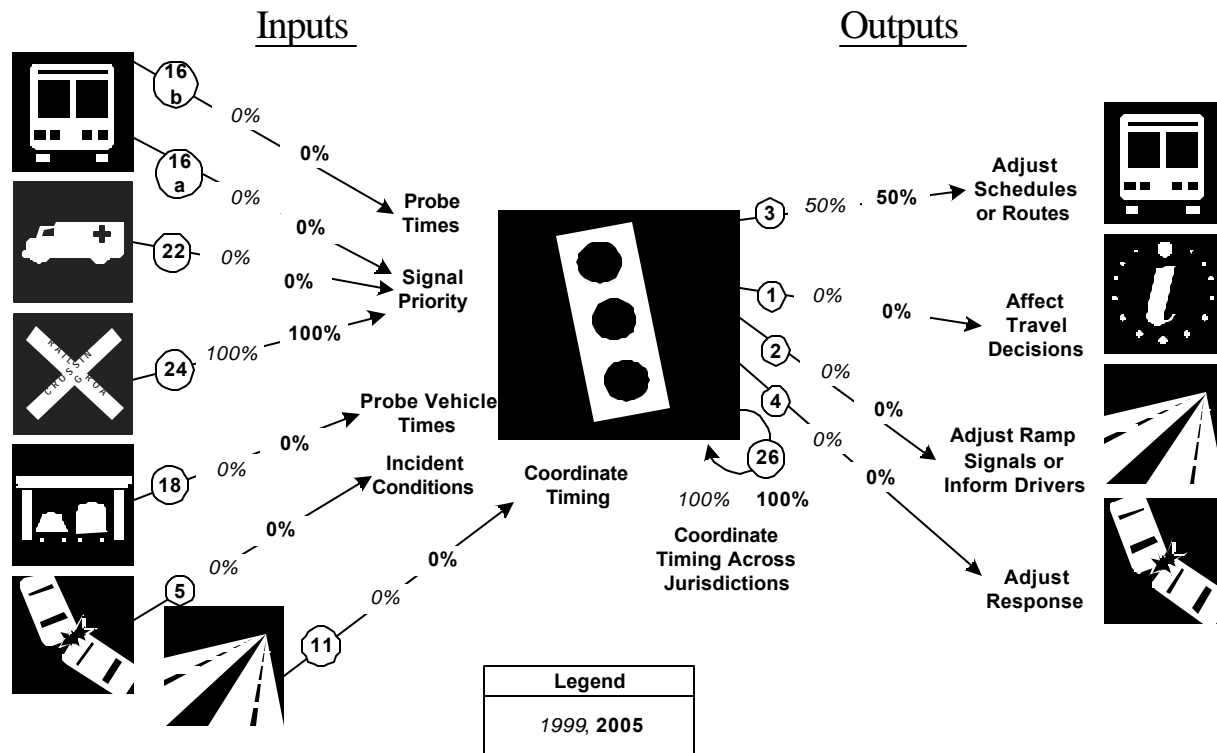 Inputs
Outputs
16
b
0%
0%
Probe
Times
16
a
0%
0%
22
0%
0%
Signal
Priority
24
100%
100%
RAILROAD
CROSSING
18
0%
0%
Probe Vehicle
Times
5
0%
0%
Incident
Conditions
11
0%
0%
Coordinate
Timing
26
100% 100%
Coordinate
Timing Across
Jurisdictions
3
50% 50%
Adjust
Schedules
or Routes
1
0% 0%
Affect
Travel
Decisions
i
2
0%
0%
Adjust Ramp
Signals or
Inform Drivers
4
0%
0%
Adjust
Response
Legend
1999, 2005